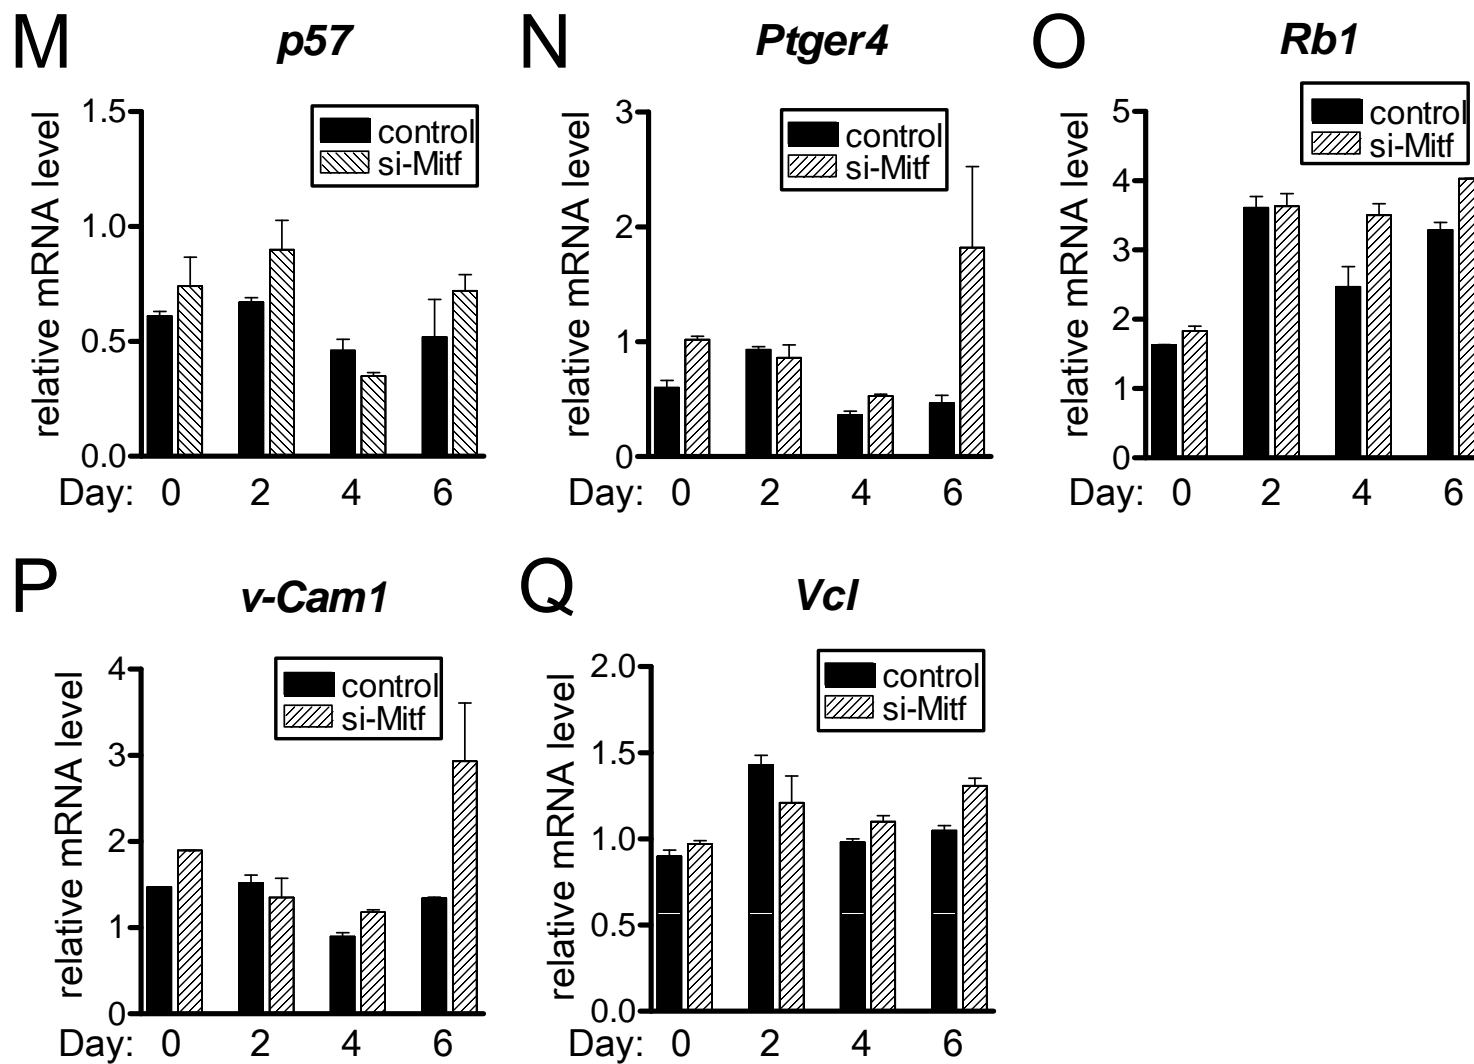 M
p57
relative mRNA level
1.5
1.0
0.5
0.0
control
si-Mitf
Day: 0 2 4 6
N
Ptger4
relative mRNA level
3
2
1
0
control
si-Mitf
Day: 0 2 4 6
O
Rb1
relative mRNA level
5
4
3
2
1
0
control
si-Mitf
Day: 0 2 4 6
P
v-Cam1
relative mRNA level
4
3
2
1
0
control
si-Mitf
Day: 0 2 4 6
Q
Vcl
relative mRNA level
2.0
1.5
1.0
0.5
0.0
control
si-Mitf
Day: 0 2 4 6